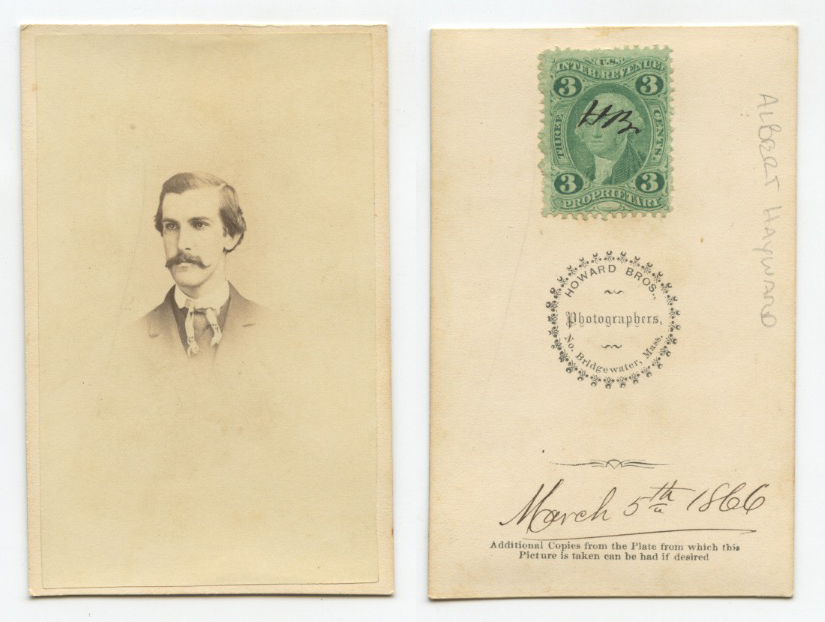 U.S.
INTER. REVENUE.
3 3
THREE CENTS.
HB
3 3
PROPRIETARY
HOWARD BROS.,
Photographers,
No. Bridgewater, Mass.
Albert Hayward
March 5th 1866
Additional Copies from the Plate from which this
Picture is taken can be had if desired